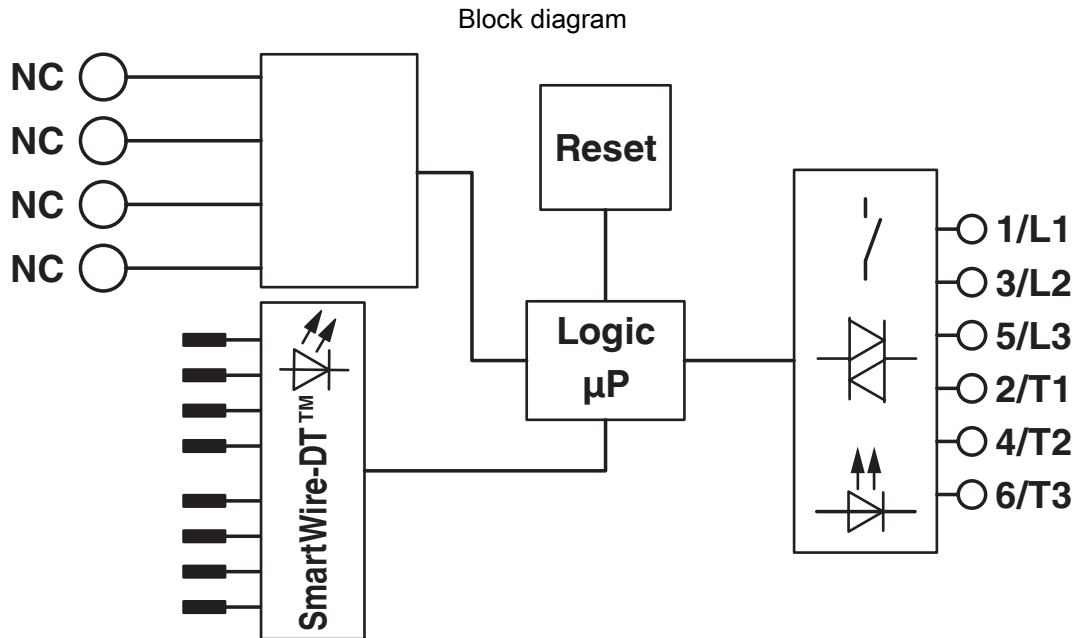 Block diagram
NC
NC
NC
NC
Reset
Logic
µP
SmartWire-DT™
1/L1
3/L2
5/L3
2/T1
4/T2
6/T3